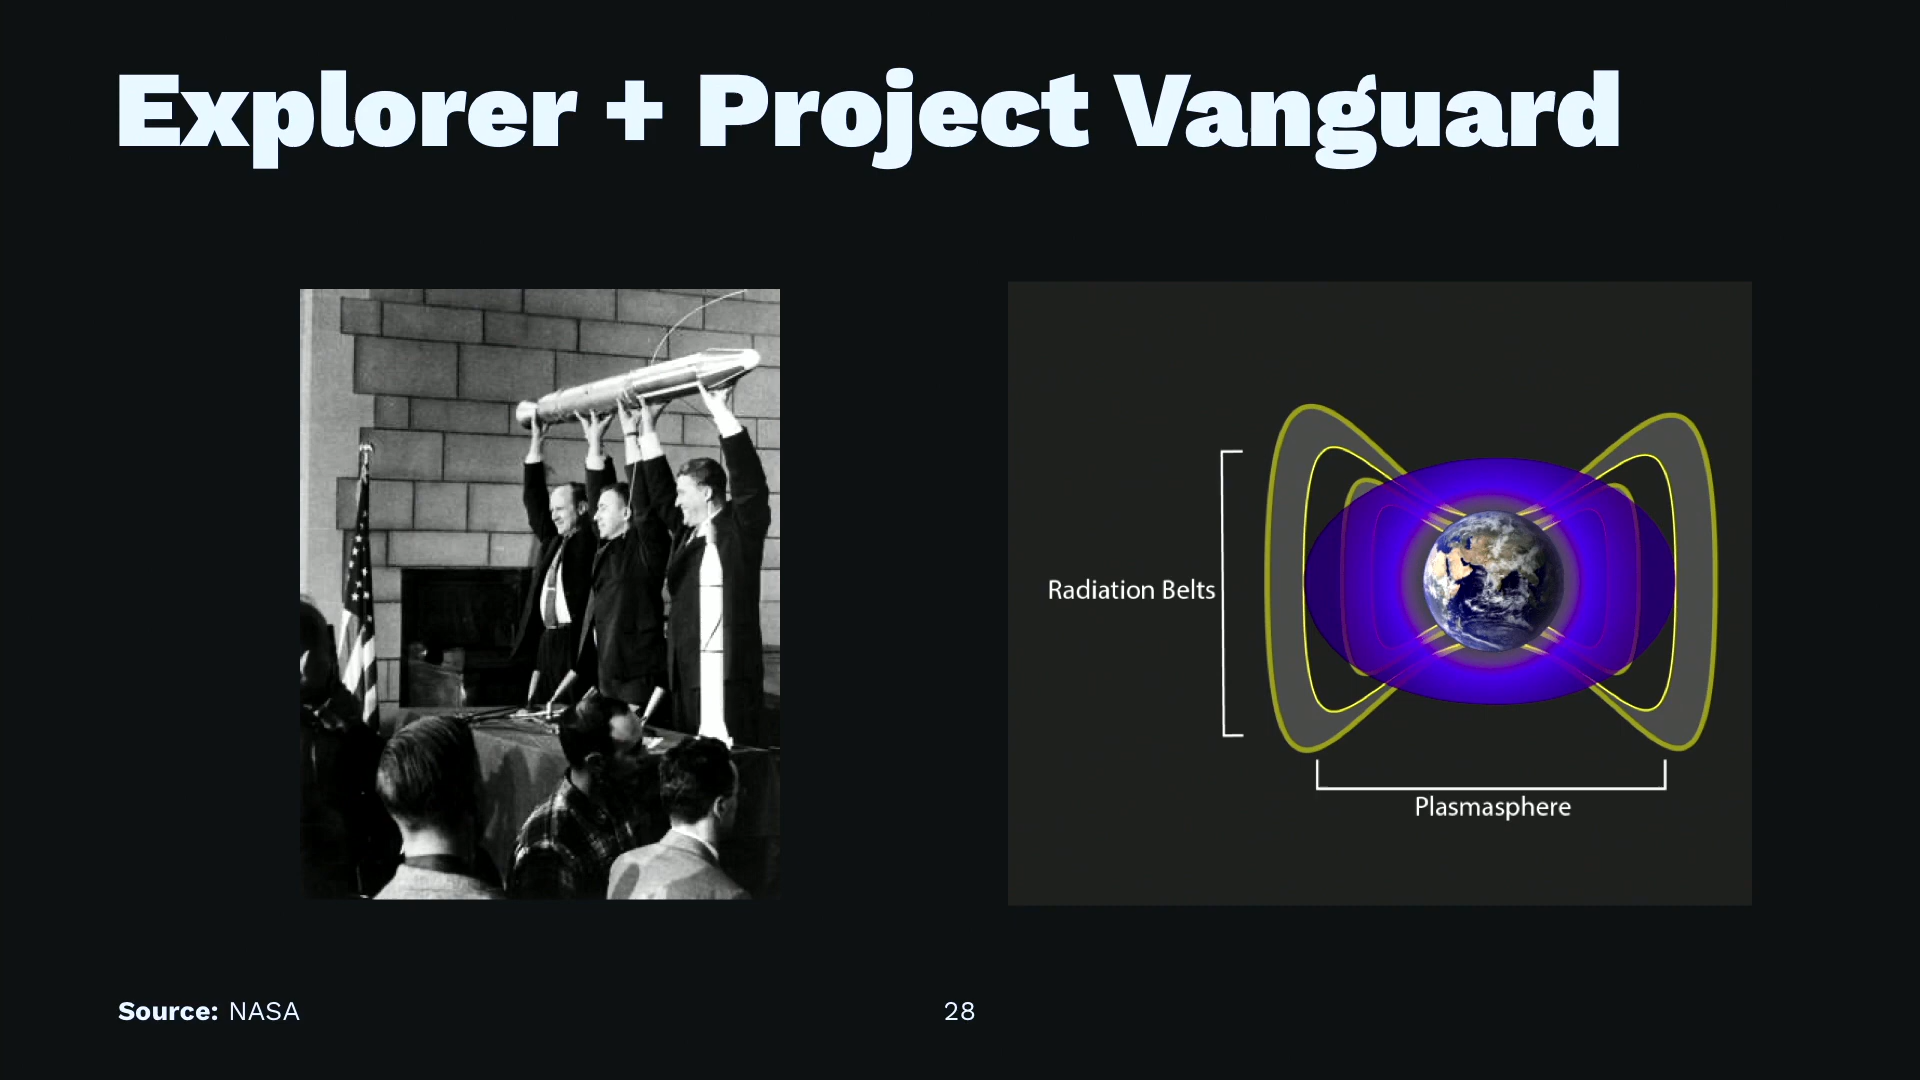 Explorer + Project Vanguard
Radiation Belts
Plasmasphere
Source: NASA
28